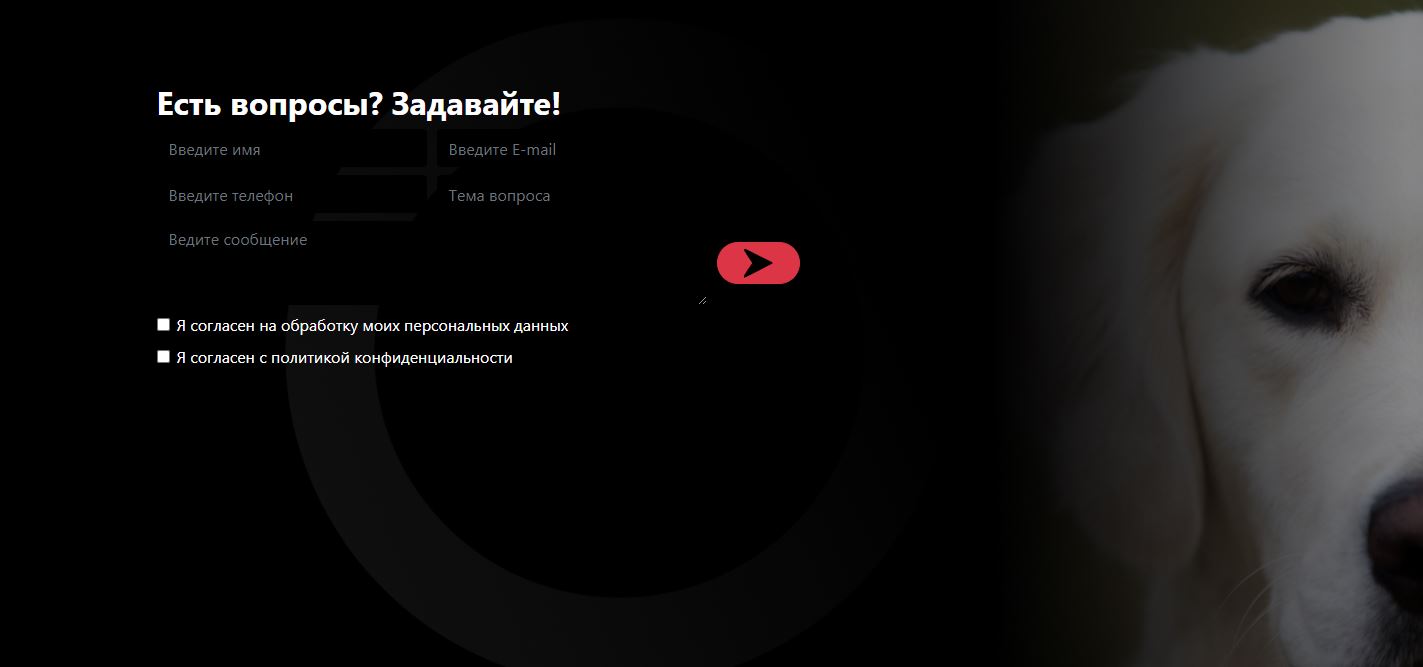 Есть вопросы? Задавайте!
Введите имя
Введите E-mail
Введите телефон
Тема вопроса
Ведите сообщение
Я согласен на обработку моих персональных данных
Я согласен с политикой конфиденциальности